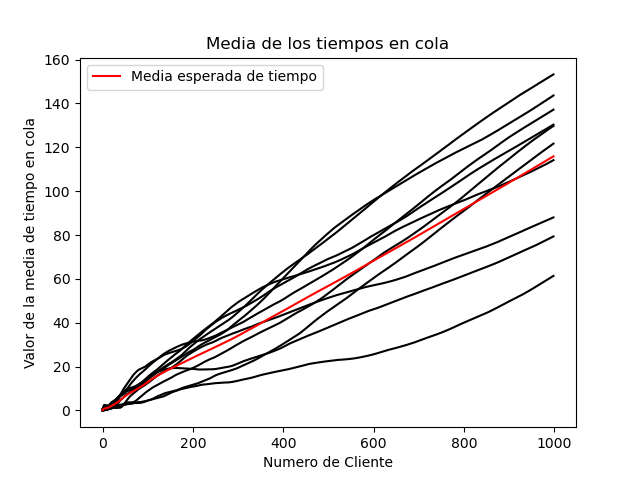 Media de los tiempos en cola
Media esperada de tiempo
Valor de la media de tiempo en cola
160
140
120
100
80
60
40
20
0
0 200 400 600 800 1000
Numero de Cliente